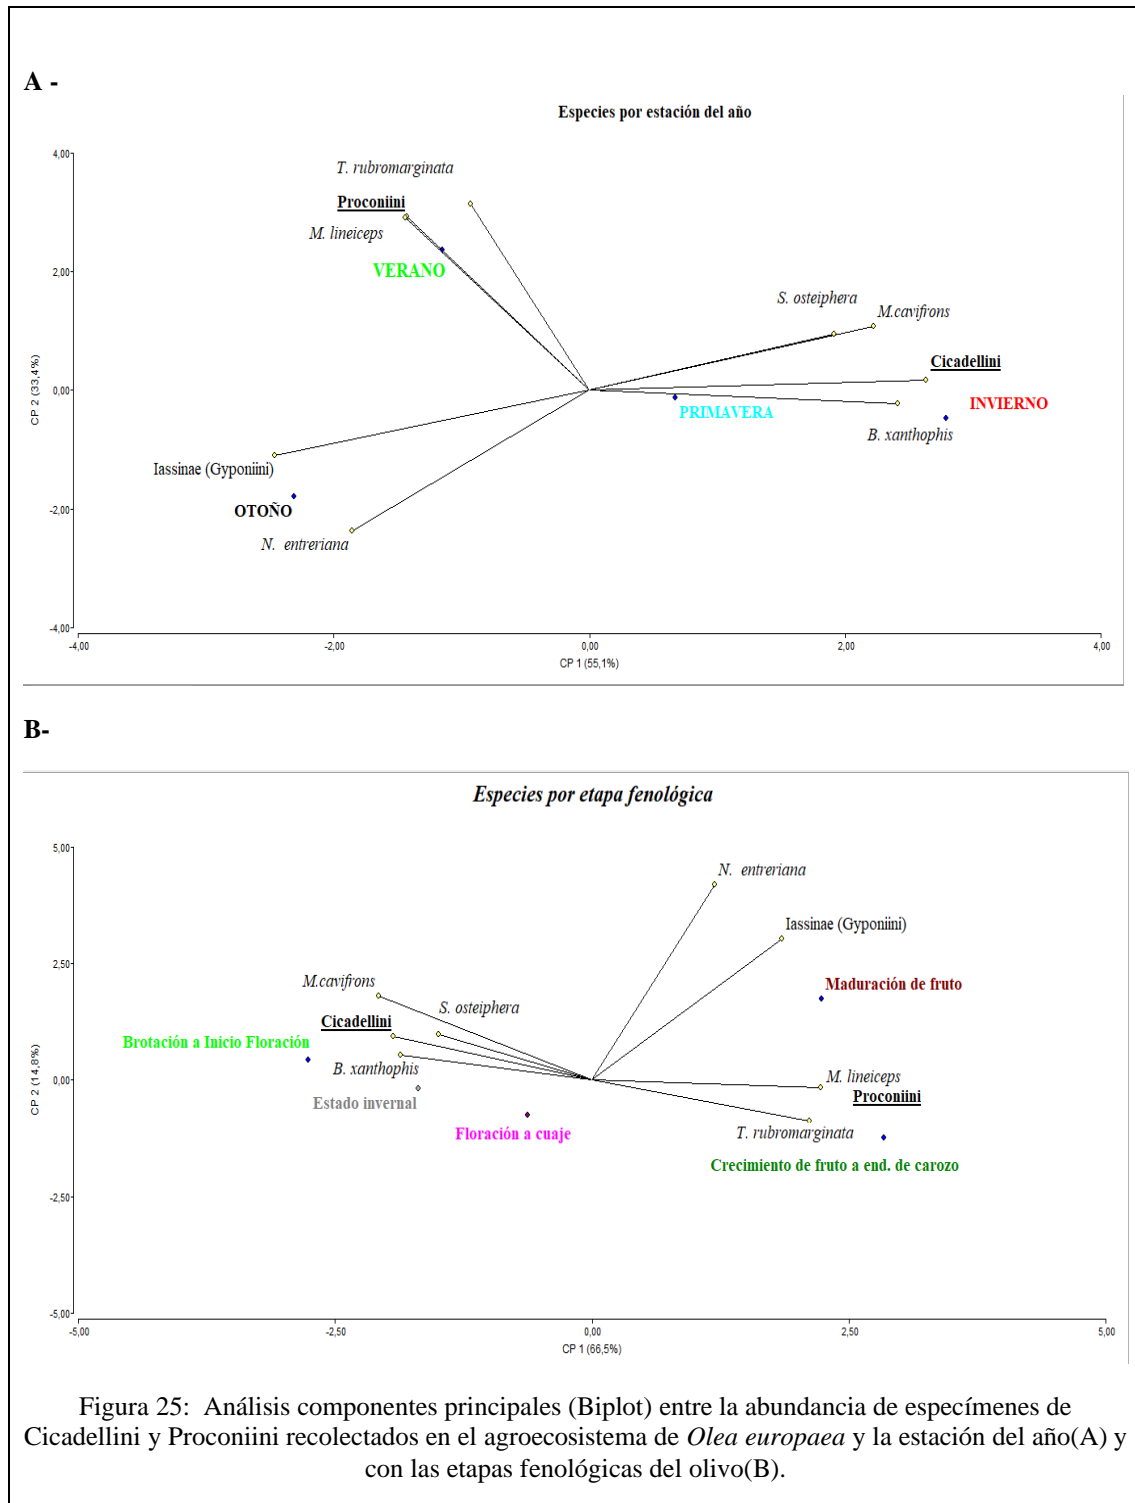 A -
Especies por estación del año
4,00
T. rubromarginata
Proconiini
M. lineiceps
VERANO
2,00
S. osteiphera
M.cavifrons
Cicadellini
0,00
PRIMAVERA
INVIERNO
B. xanthophis
CP 2 (33,4%)
Iassinae (Gyponiini)
OTOÑO
-2,00
N. entreriana
-4,00
-4,00 -2,00 0,00 2,00 4,00
CP 1 (55,1%)
B-
Especies por etapa fenológica
5,00
N. entreriana
Iassinae (Gyponiini)
2,50
M.cavifrons
Maduración de fruto
S. osteiphera
Cicadellini
Brotación a Inicio Floración
B. xanthophis
0,00
M. lineiceps
Estado invernal
Proconiini
CP 2 (14,8%)
Floración a cuaje
T. rubromarginata
Crecimiento de fruto a end. de carozo
-2,50
-5,00
-5,00 -2,50 0,00 2,50 5,00
CP 1 (66,5%)
Figura 25: Análisis componentes principales (Biplot) entre la abundancia de especímenes de
Cicadellini y Proconiini recolectados en el agroecosistema de Olea europaea y la estación del año(A) y
con las etapas fenológicas del olivo(B).